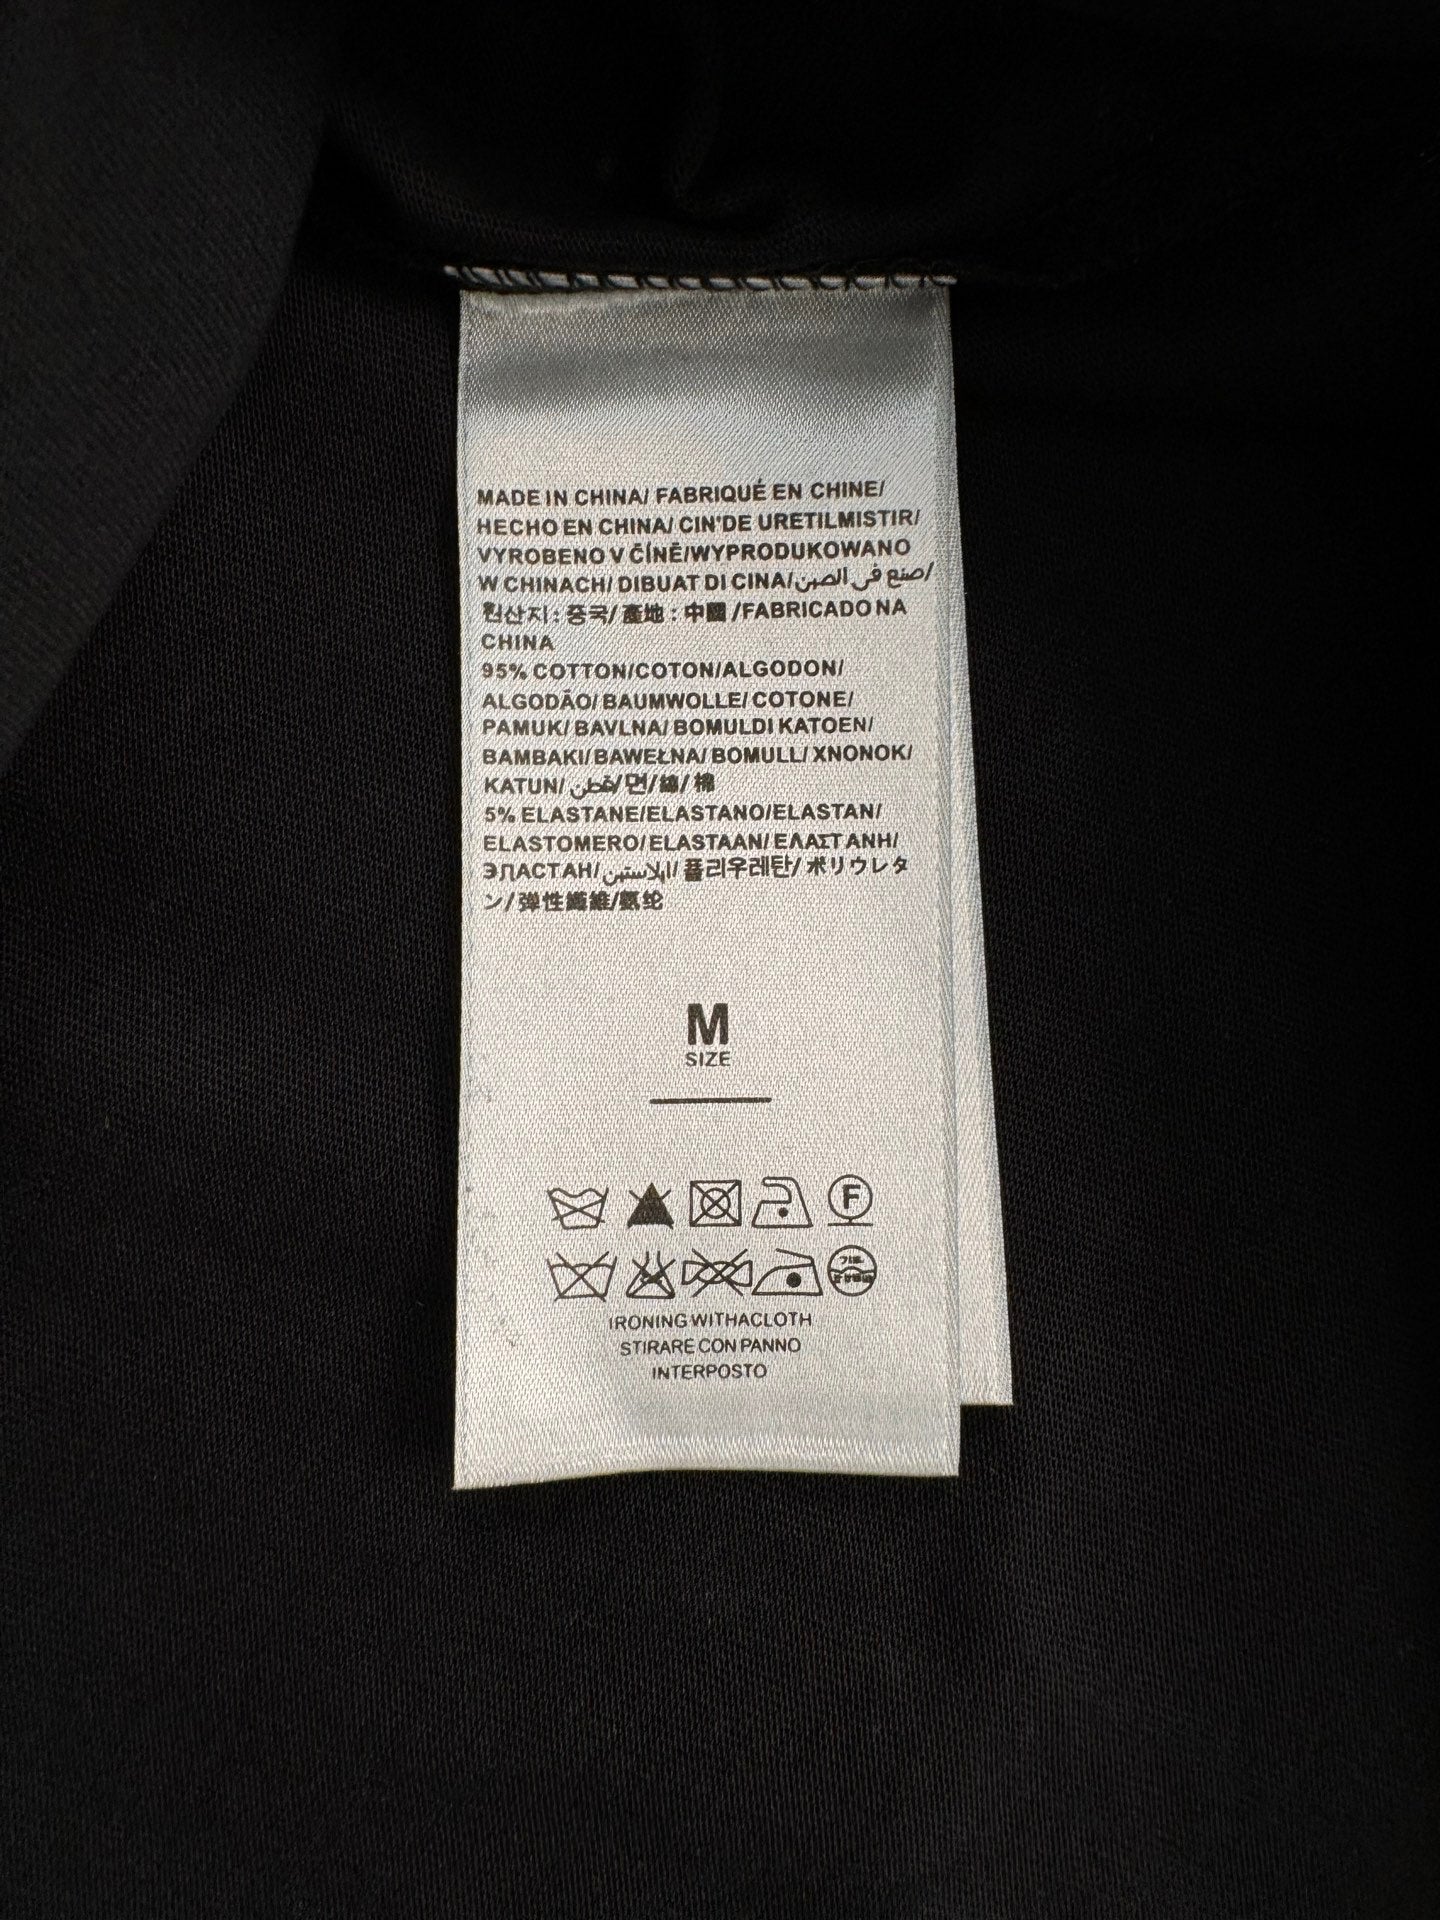 MADE IN CHINA/ FABRIQUÉ EN CHINE/
HECHO EN CHINA/ CIN'DE URETILMISTIR/
VYROBENO V ČÍNĚ/WYPRODUKOWANO
W CHINACH/ DIBUAT DI CINA/صنع في الصين/
원산지 : 중국/ 產地 : 中國 /FABRICADO NA
CHINA
95% COTTON/COTON/ALGODON/
ALGODÃO/ BAUMWOLLE/ COTONE/
PAMUK/ BAVLNA/ BOMULDI KATOEN/
BAMBAKI/ BAWEŁNA/ BOMULL/ XNONOK/
KATUN/ قطن/ 면/ 綿/ 棉
5% ELASTANE/ELASTANO/ELASTAN/
ELASTOMERO/ ELASTAAN/ ΕΛΑΣΤΑΝΗ/
ЭЛАСТАН/ /폴리우레탄/ ポリウレタ
ン/ 弹性纖維/氨纶
M
SIZE
F
IRONING WITHACLOTH
STIRARE CON PANNO
INTERPOSTO